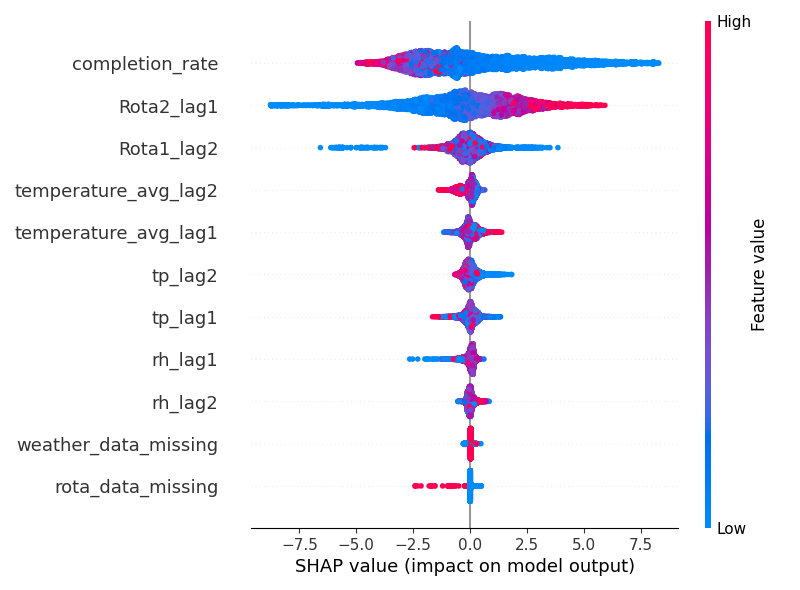 High
completion_rate
Rota2_lag1
Rota1_lag2
temperature_avg_lag2
temperature_avg_lag1
tp_lag2
tp_lag1
rh_lag1
rh_lag2
weather_data_missing
rota_data_missing
Feature value
Low
−7.5 −5.0 −2.5 0.0 2.5 5.0 7.5
SHAP value (impact on model output)